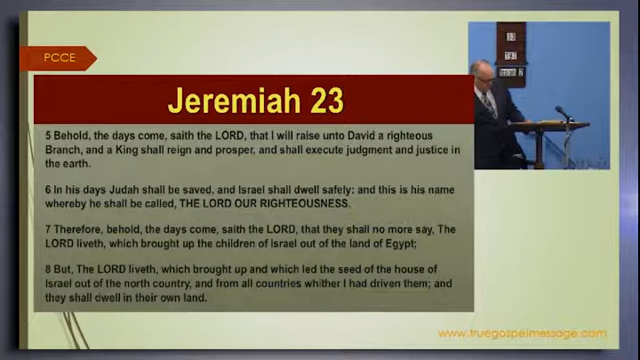 PCCE
Jeremiah 23
5 Behold, the days come, saith the LORD, that I will raise unto David a righteous
Branch, and a King shall reign and prosper, and shall execute judgment and justice in
the earth.
6 In his days Judah shall be saved, and Israel shall dwell safely: and this is his name
whereby he shall be called, THE LORD OUR RIGHTEOUSNESS.
7 Therefore, behold, the days come, saith the LORD, that they shall no more say, The
LORD liveth, which brought up the children of Israel out of the land of Egypt;
8 But, The LORD liveth, which brought up and which led the seed of the house of
Israel out of the north country, and from all countries whither I had driven them; and
they shall dwell in their own land.
www.truegospelmessage.com